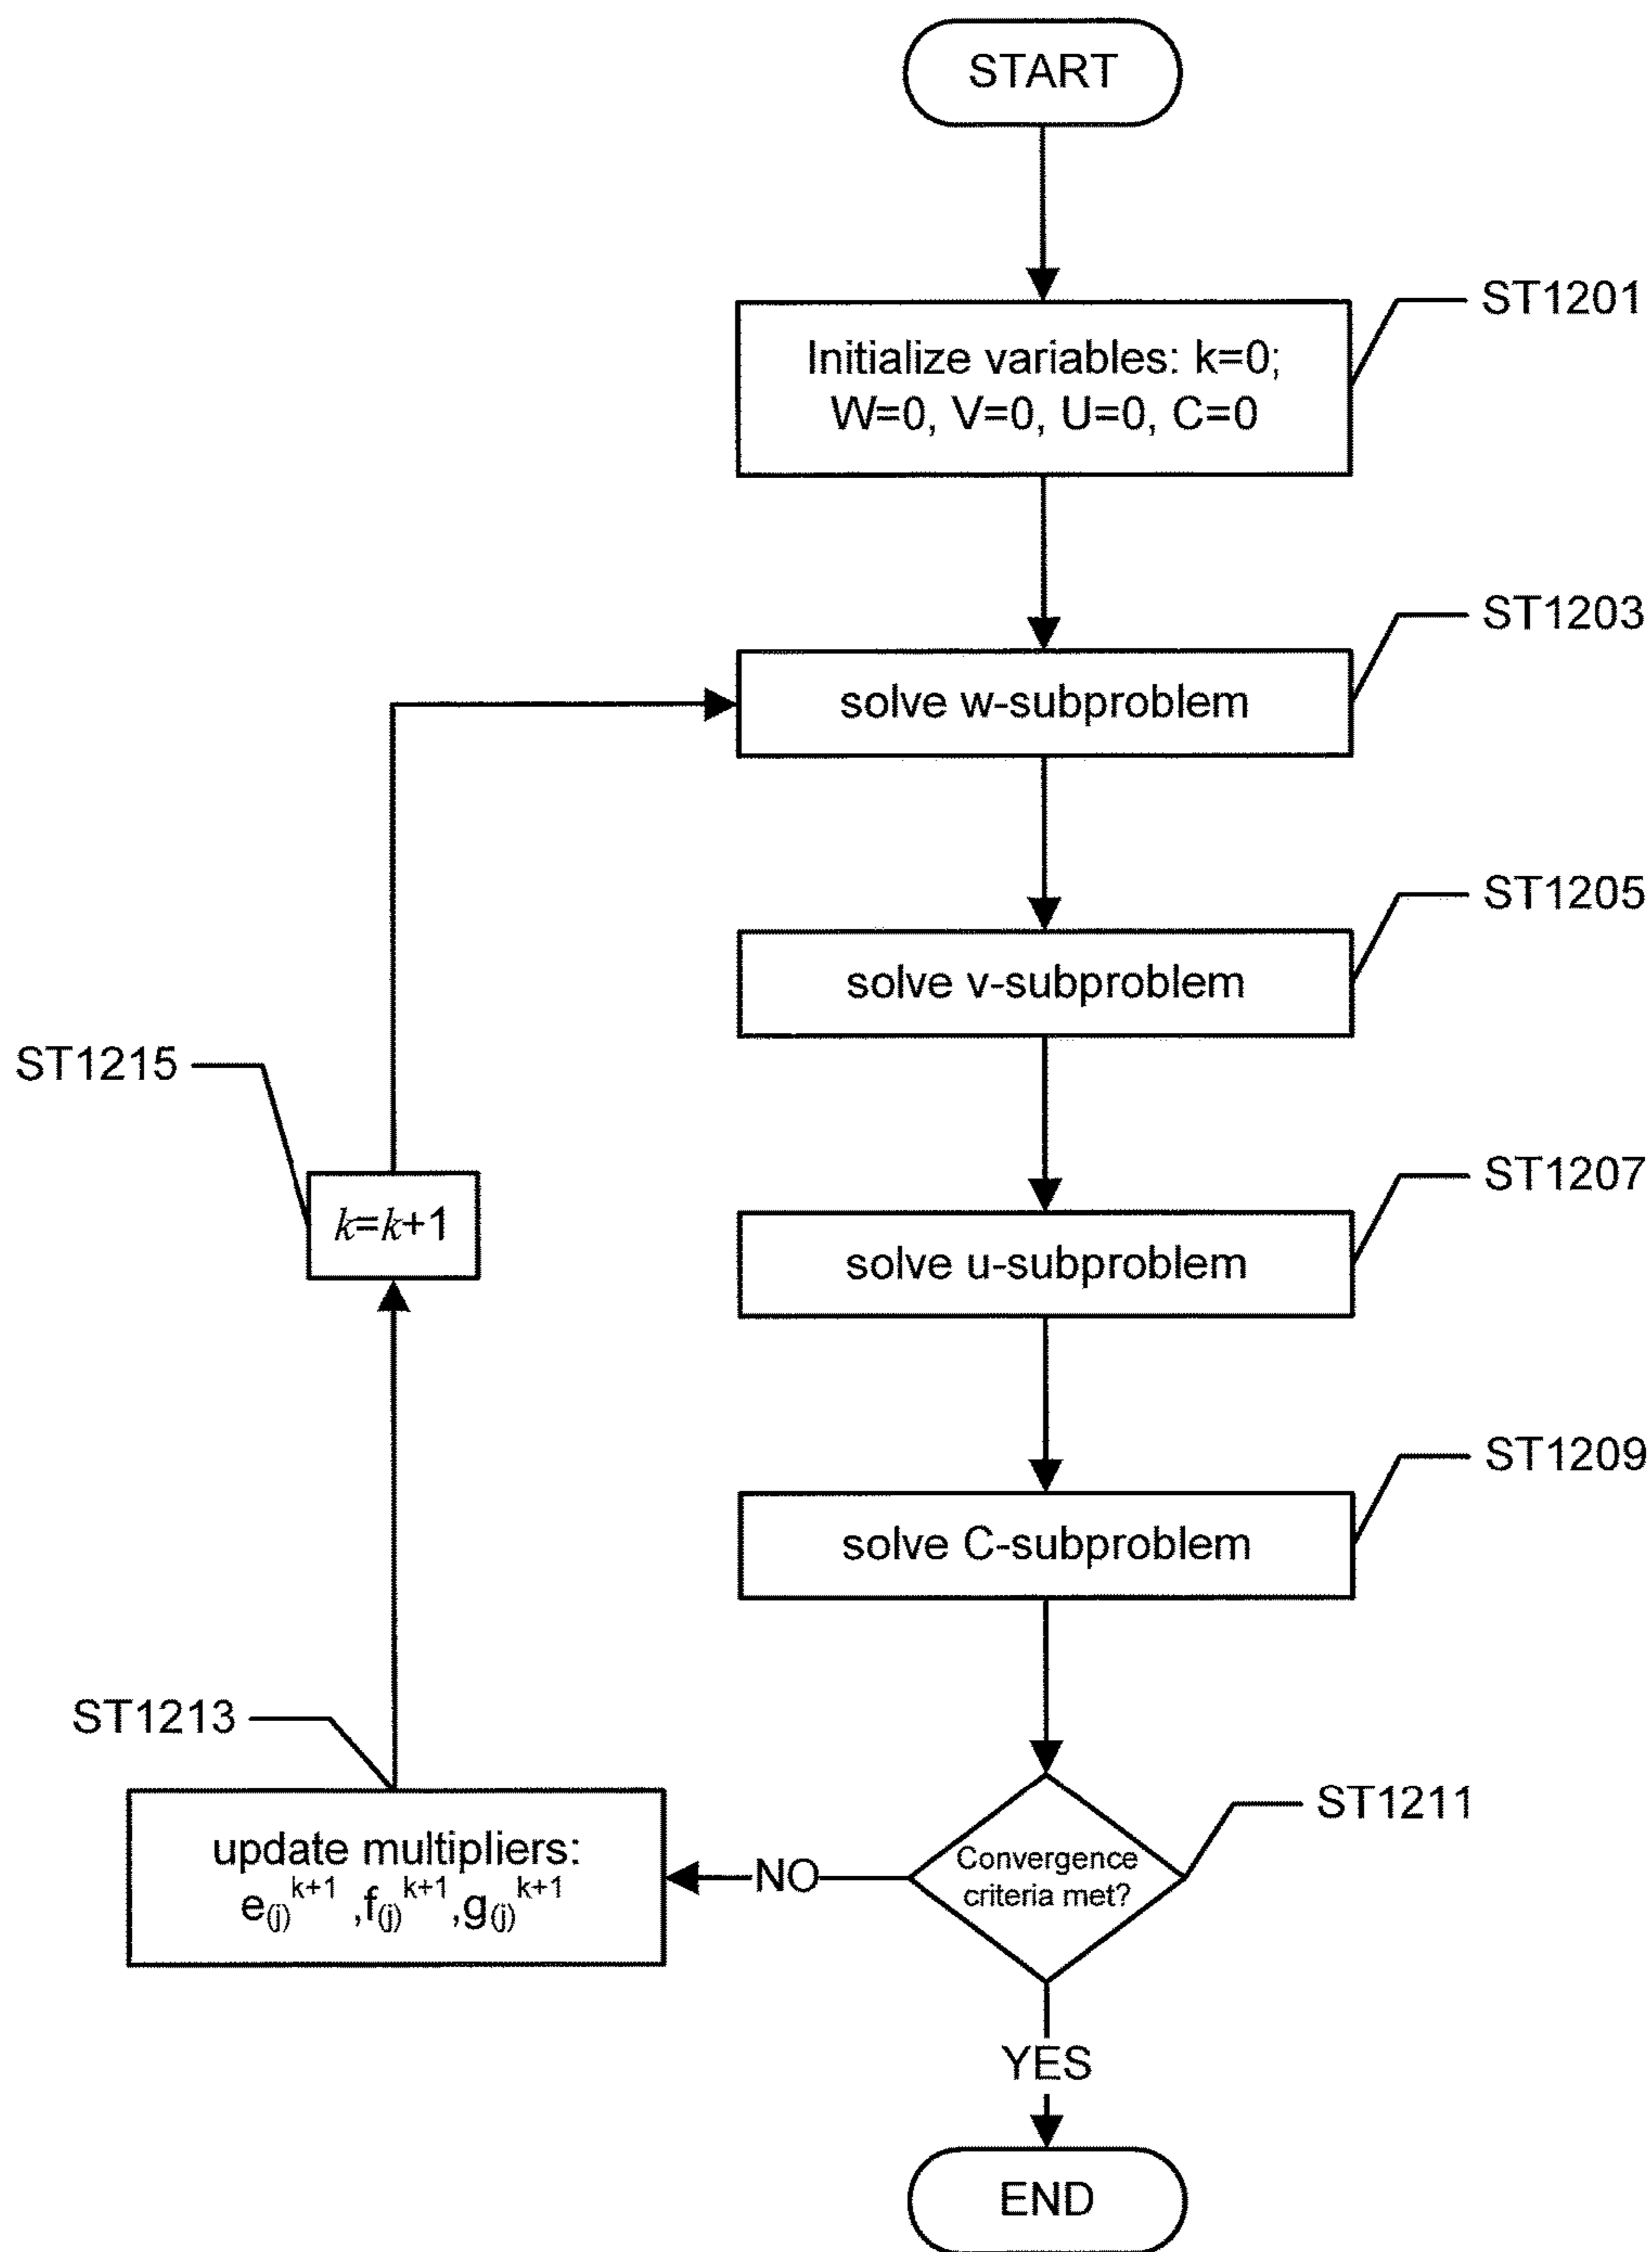 START
ST1201
Initialize variables: k=0;
W=0, V=0, U=0, C=0
ST1203
solve w-subproblem
ST1205
solve v-subproblem
ST1215
k=k+1
ST1207
solve u-subproblem
ST1209
solve C-subproblem
ST1213
update multipliers:
e(j)^k+1 ,f(j)^k+1 ,g(j)^k+1
NO
ST1211
Convergence
criteria met?
YES
END